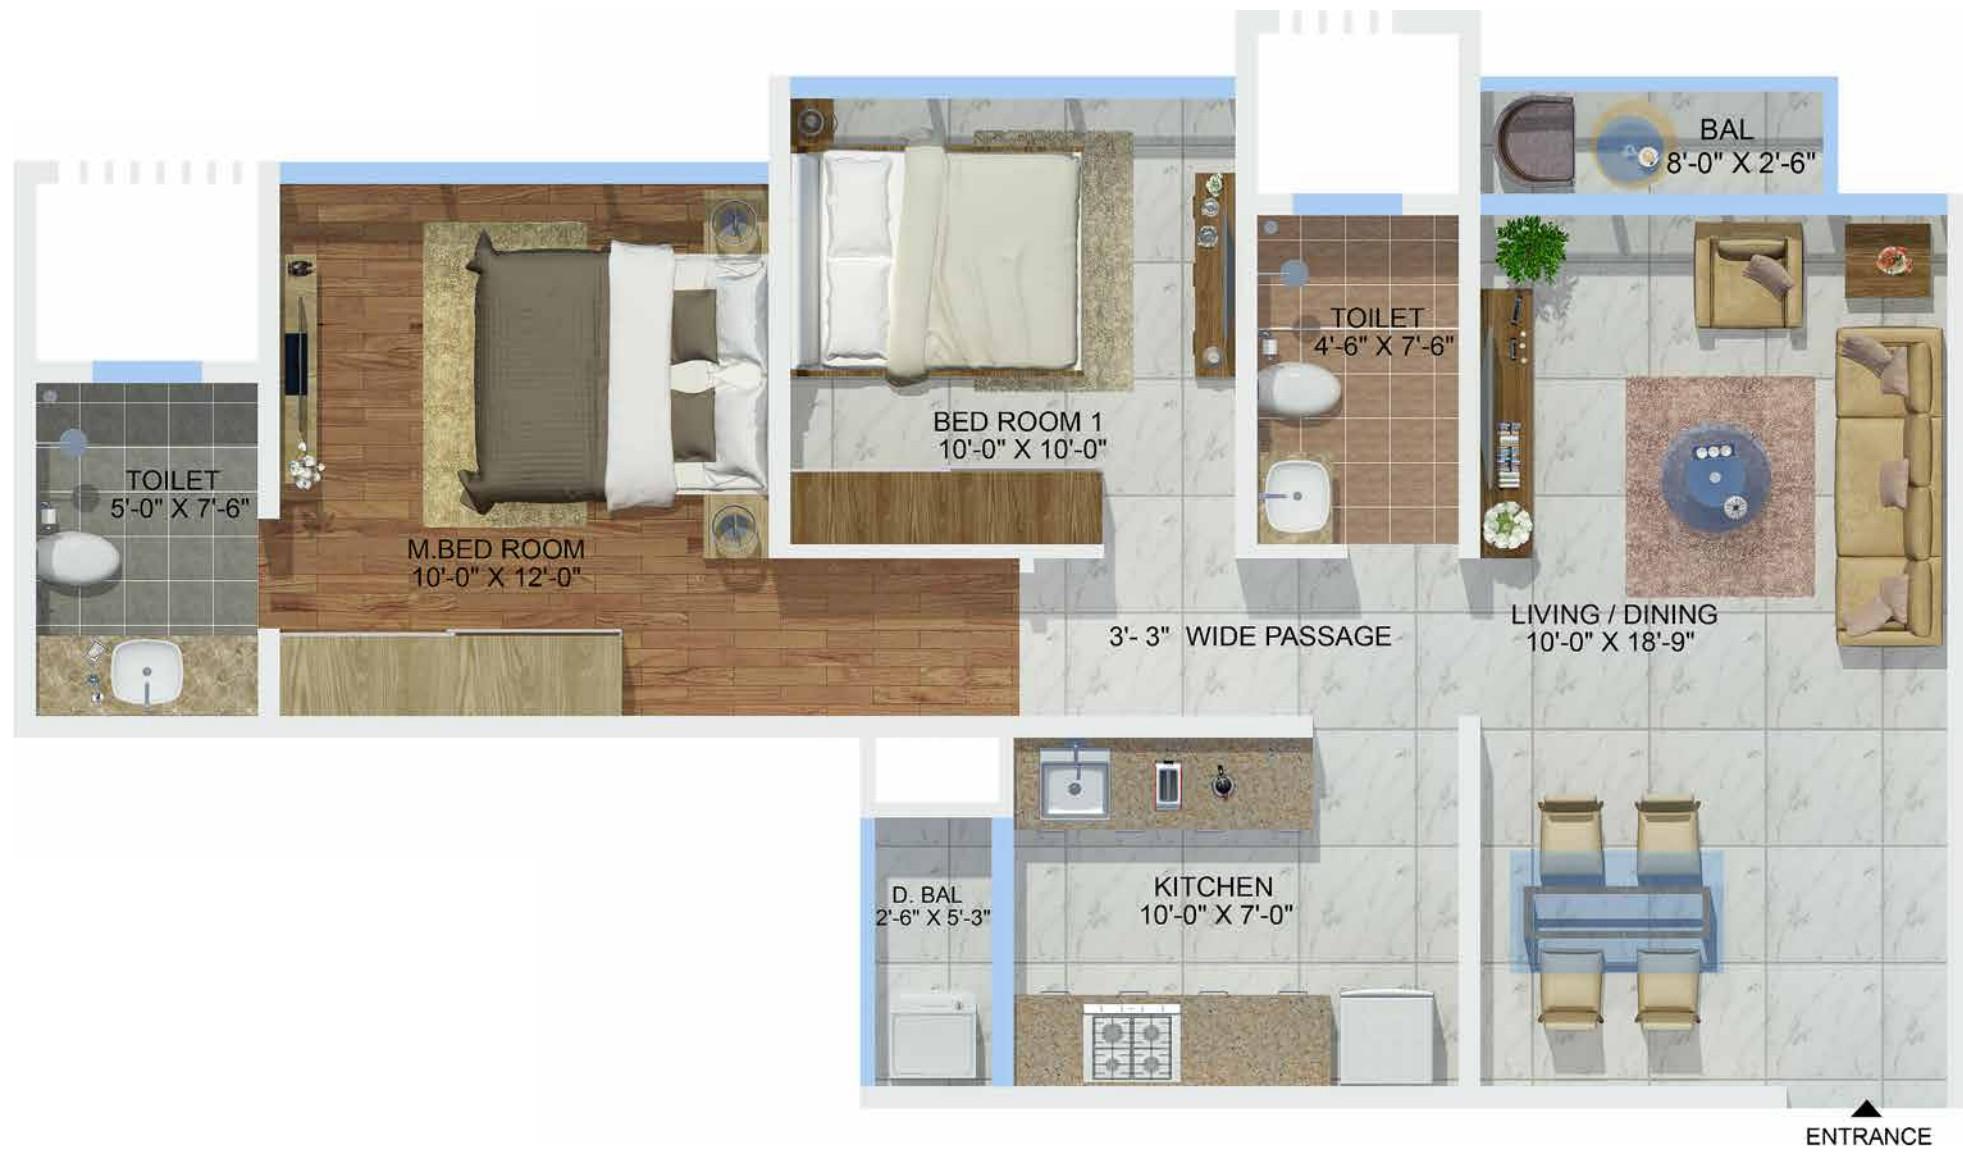 BAL
8'-0" X 2'-6"
TOILET
4'-6" X 7'-6"
BED ROOM 1
10'-0" X 10'-0"
TOILET
5'-0" X 7'-6"
M.BED ROOM
10'-0" X 12'-0"
LIVING / DINING
10'-0" X 18'-9"
3'- 3" WIDE PASSAGE
D. BAL
2'-6" X 5'-3"
KITCHEN
10'-0" X 7'-0"
ENTRANCE